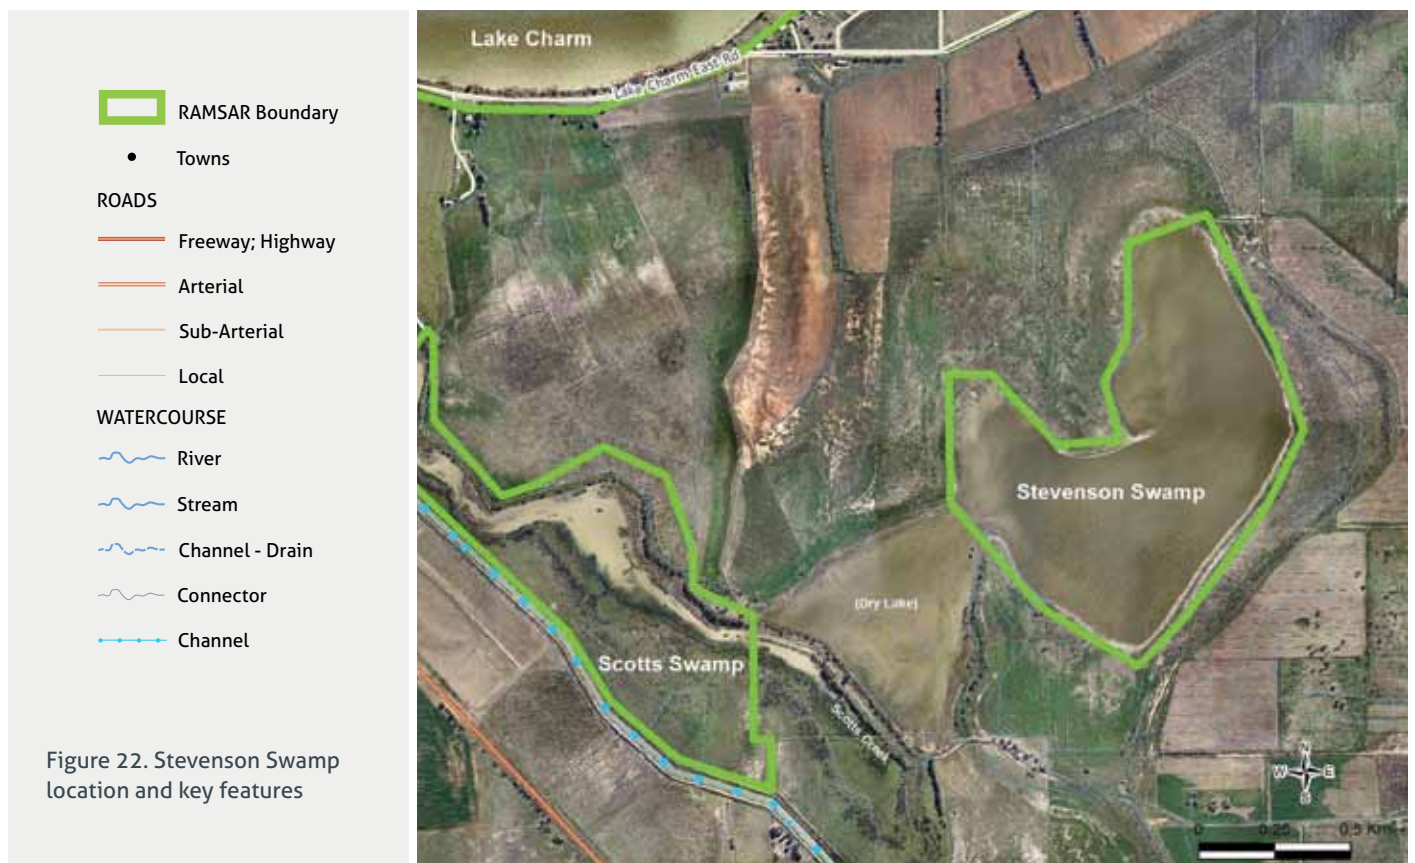 RAMSAR Boundary
Towns
ROADS
Freeway; Highway
Arterial
Sub-Arterial
Local
WATERCOURSE
River
Stream
Channel - Drain
Connector
Channel
Figure 22. Stevenson Swamp
location and key features
Lake Charm
Lake Charm East Rd
Stevenson Swamp
(Dry Lake)
Scotts Swamp
Scotts Creek
N
W E
S
0 0.25 0.5 Km